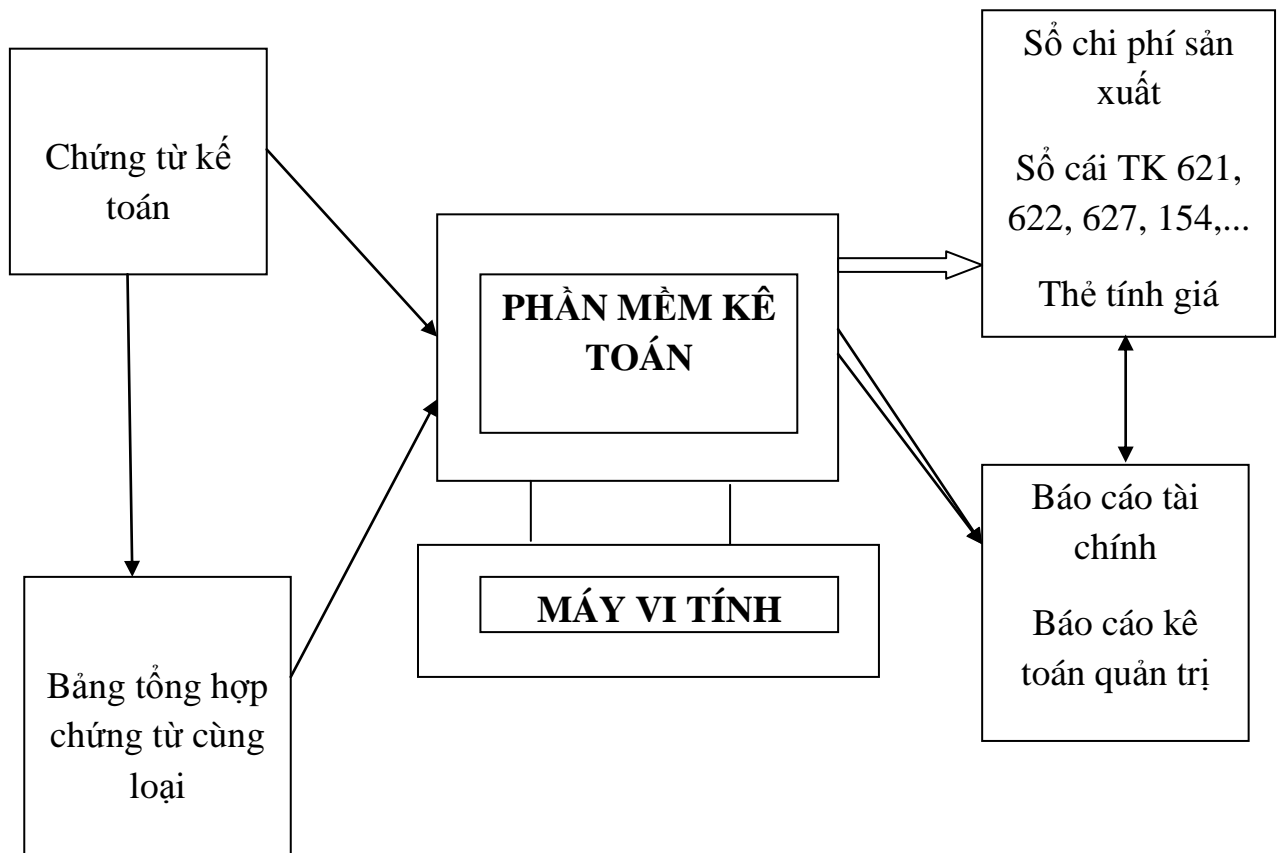 Chứng từ kế
toán
Bảng tổng hợp
chứng từ cùng
loại
PHẦN MỀM KÊ
TOÁN
MÁY VI TÍNH
Sổ chi phí sản
xuất
Sổ cái TK 621,
622, 627, 154,...
Thẻ tính giá
Báo cáo tài
chính
Báo cáo kê
toán quản trị